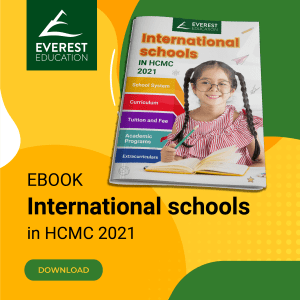 EVEREST
EDUCATION
EVEREST
EDUCATION
International
schools
IN HCMC
2021
School System
Curriculum
Tuition and Fee
Academic
Programs
Extracurriculars
EBOOK
International schools
in HCMC 2021
DOWNLOAD